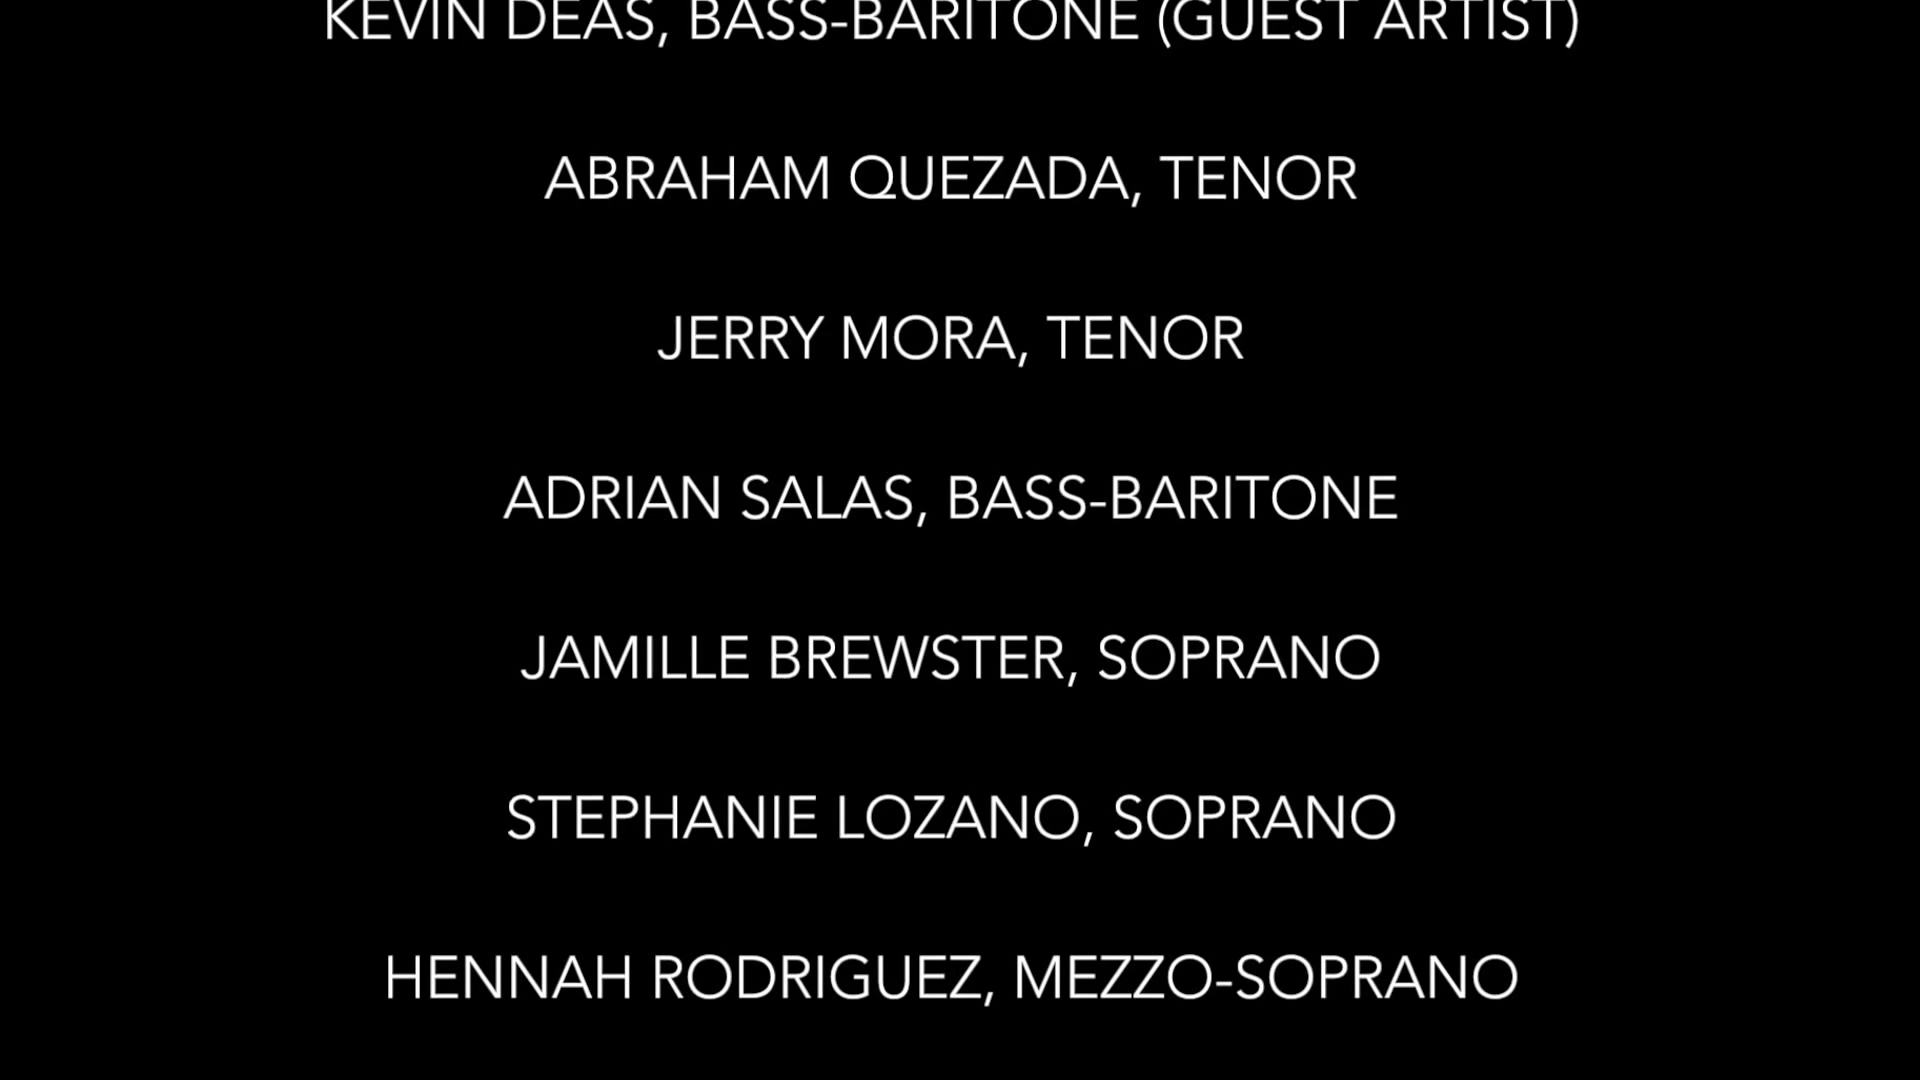 KEVIN DEAS, BASS-BARITONE (GUEST ARTIST)
ABRAHAM QUEZADA, TENOR
JERRY MORA, TENOR
ADRIAN SALAS, BASS-BARITONE
JAMILLE BREWSTER, SOPRANO
STEPHANIE LOZANO, SOPRANO
HENNAH RODRIGUEZ, MEZZO-SOPRANO